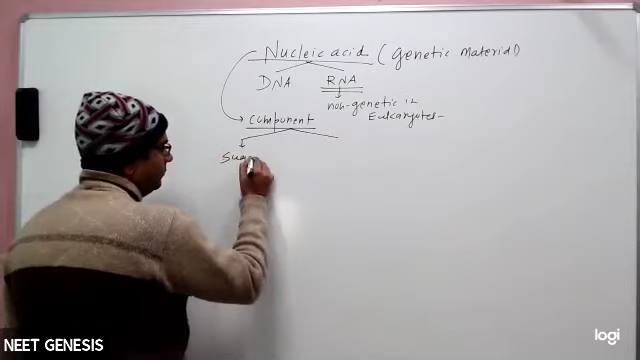 Nucleic acid (Genetic Material)
DNA RNA
non-genetic in
Eukaryotes-
Component
NEET GENESIS
logi